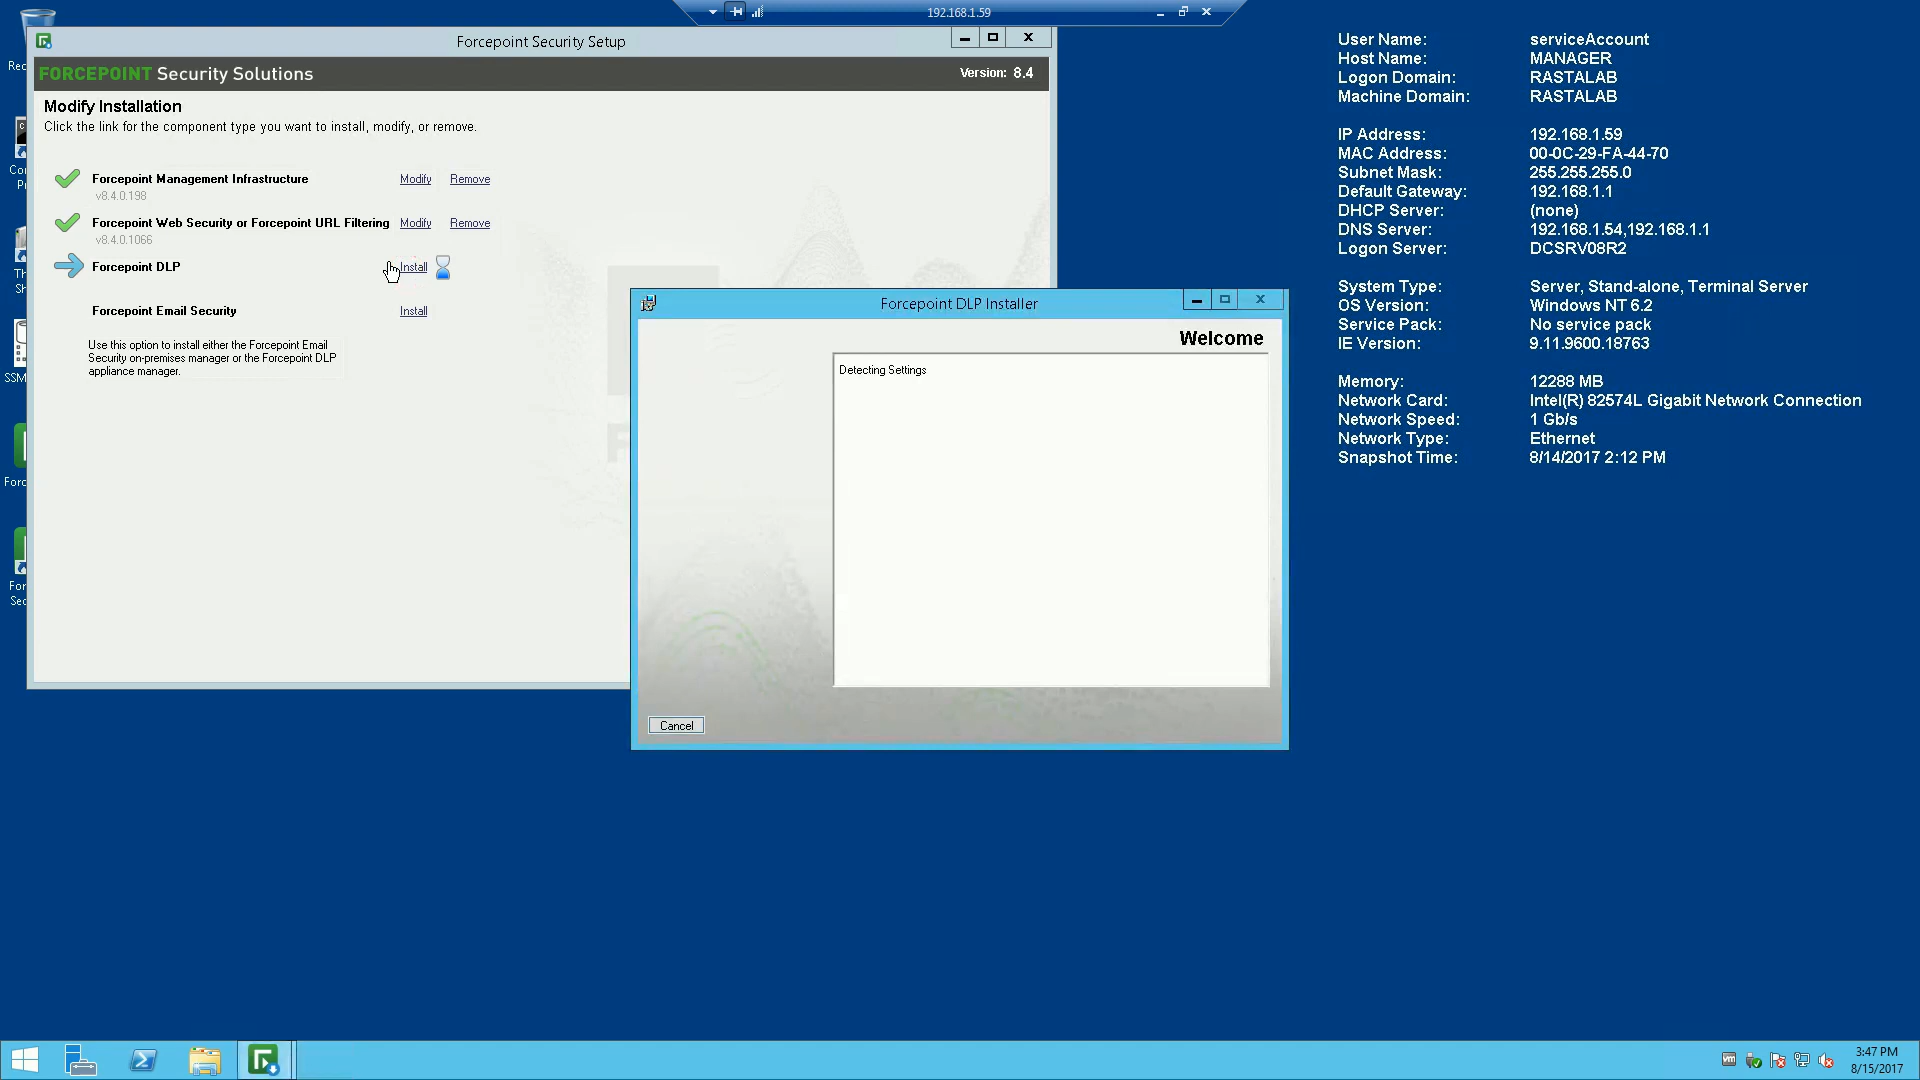 192.168.1.59
Forcepoint Security Setup
FORCEPOINT Security Solutions
Version: 8.4
Modify Installation
Click the link for the component type you want to install, modify, or remove.
Forcepoint Management Infrastructure Modify Remove
v8.4.0.198
Forcepoint Web Security or Forcepoint URL Filtering Modify Remove
v8.4.0.1066
Forcepoint DLP Install
Forcepoint Email Security Install
Use this option to install either the Forcepoint Email
Security on-premises manager or the Forcepoint DLP
appliance manager.
Forcepoint DLP Installer
Welcome
Detecting Settings
Cancel
User Name: serviceAccount
Host Name: MANAGER
Logon Domain: RASTALAB
Machine Domain: RASTALAB
IP Address: 192.168.1.59
MAC Address: 00-0C-29-FA-44-70
Subnet Mask: 255.255.255.0
Default Gateway: 192.168.1.1
DHCP Server: (none)
DNS Server: 192.168.1.54,192.168.1.1
Logon Server: DCSRV08R2
System Type: Server, Stand-alone, Terminal Server
OS Version: Windows NT 6.2
Service Pack: No service pack
IE Version: 9.11.9600.18763
Memory: 12288 MB
Network Card: Intel(R) 82574L Gigabit Network Connection
Network Speed: 1 Gb/s
Network Type: Ethernet
Snapshot Time: 8/14/2017 2:12 PM
3:47 PM
8/15/2017